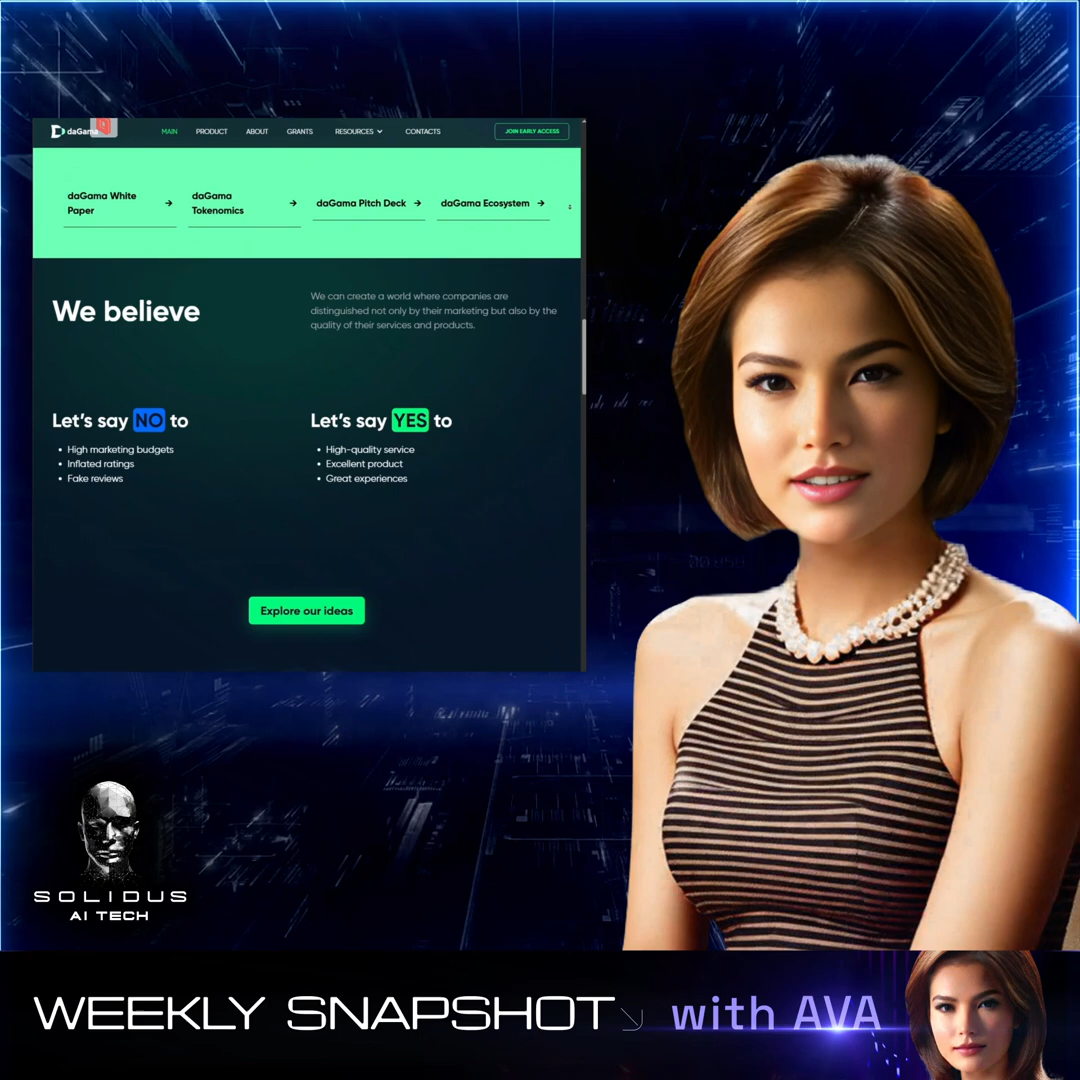 daGama
MAIN PRODUCT ABOUT GRANTS RESOURCES CONTACTS JOIN EARLY ACCESS
daGama White
Paper
daGama
Tokenomics
daGama Pitch Deck
daGama Ecosystem
We believe
We can create a world where companies are
distinguished not only by their marketing but also by the
quality of their services and products.
Let's say NO to
• High marketing budgets
• Inflated ratings
• Fake reviews
Let's say YES to
• High-quality service
• Excellent product
• Great experiences
Explore our ideas
00.050
SOLIDUS
AI TECH
WEEKLY SNAPSHOT with AVA